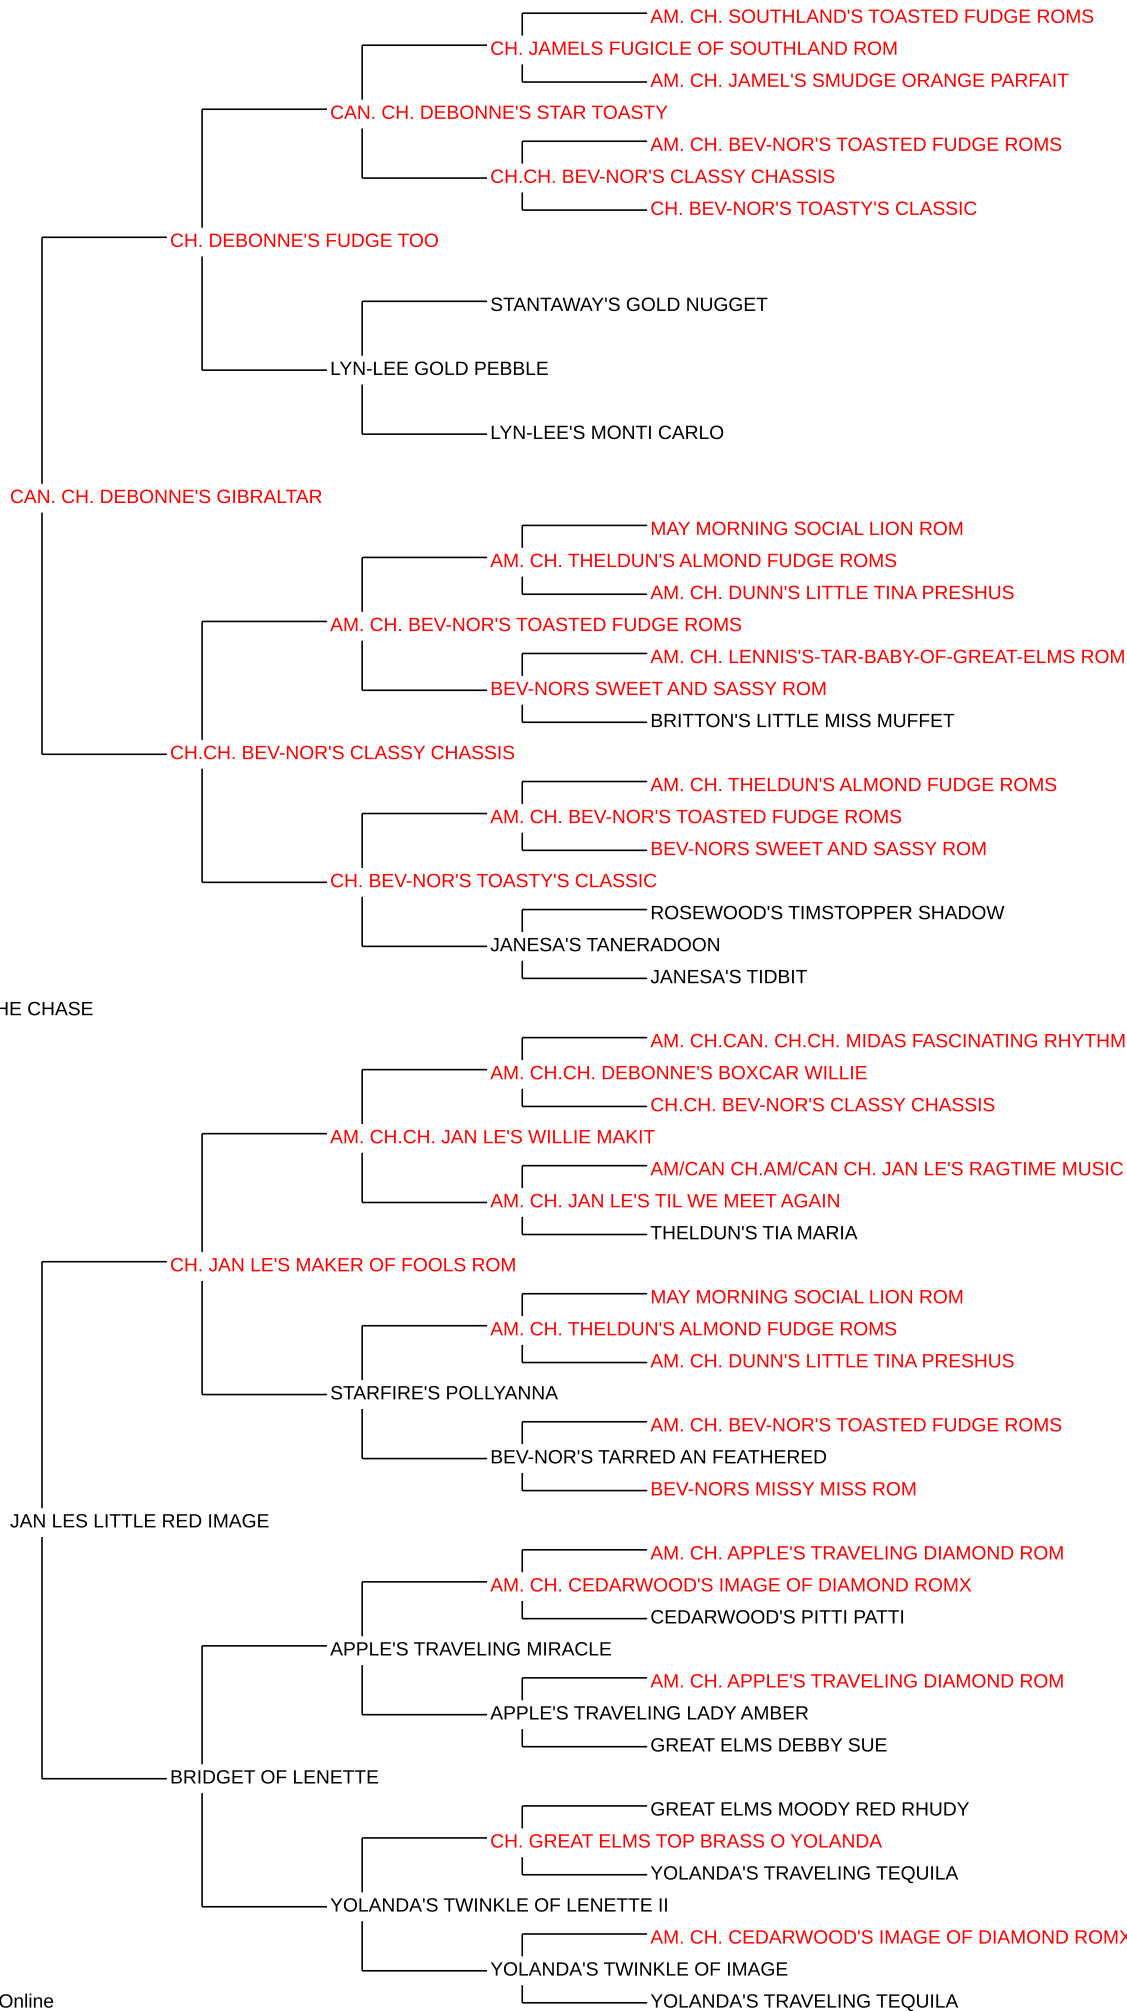 AM. CH. SOUTHLAND'S TOASTED FUDGE ROMS
CH. JAMELS FUGICLE OF SOUTHLAND ROM
AM. CH. JAMEL'S SMUDGE ORANGE PARFAIT
CAN. CH. DEBONNE'S STAR TOASTY
AM. CH. BEV-NOR'S TOASTED FUDGE ROMS
CH.CH. BEV-NOR'S CLASSY CHASSIS
CH. BEV-NOR'S TOASTY'S CLASSIC
CH. DEBONNE'S FUDGE TOO
STANTAWAY'S GOLD NUGGET
LYN-LEE GOLD PEBBLE
LYN-LEE'S MONTI CARLO
CAN. CH. DEBONNE'S GIBRALTAR
MAY MORNING SOCIAL LION ROM
AM. CH. THELDUN'S ALMOND FUDGE ROMS
AM. CH. DUNN'S LITTLE TINA PRESHUS
AM. CH. BEV-NOR'S TOASTED FUDGE ROMS
AM. CH. LENNIS'S-TAR-BABY-OF-GREAT-ELMS ROM
BEV-NORS SWEET AND SASSY ROM
BRITTON'S LITTLE MISS MUFFET
CH.CH. BEV-NOR'S CLASSY CHASSIS
AM. CH. THELDUN'S ALMOND FUDGE ROMS
AM. CH. BEV-NOR'S TOASTED FUDGE ROMS
BEV-NORS SWEET AND SASSY ROM
CH. BEV-NOR'S TOASTY'S CLASSIC
ROSEWOOD'S TIMSTOPPER SHADOW
JANESA'S TANERADOON
JANESA'S TIDBIT
HE CHASE
AM. CH.CAN. CH.CH. MIDAS FASCINATING RHYTHM
AM. CH.CH. DEBONNE'S BOXCAR WILLIE
CH.CH. BEV-NOR'S CLASSY CHASSIS
AM. CH.CH. JAN LE'S WILLIE MAKIT
AM/CAN CH.AM/CAN CH. JAN LE'S RAGTIME MUSIC
AM. CH. JAN LE'S TIL WE MEET AGAIN
THELDUN'S TIA MARIA
CH. JAN LE'S MAKER OF FOOLS ROM
MAY MORNING SOCIAL LION ROM
AM. CH. THELDUN'S ALMOND FUDGE ROMS
AM. CH. DUNN'S LITTLE TINA PRESHUS
STARFIRE'S POLLYANNA
AM. CH. BEV-NOR'S TOASTED FUDGE ROMS
BEV-NOR'S TARRED AN FEATHERED
BEV-NORS MISSY MISS ROM
JAN LES LITTLE RED IMAGE
AM. CH. APPLE'S TRAVELING DIAMOND ROM
AM. CH. CEDARWOOD'S IMAGE OF DIAMOND ROMX
CEDARWOOD'S PITTI PATTI
APPLE'S TRAVELING MIRACLE
AM. CH. APPLE'S TRAVELING DIAMOND ROM
APPLE'S TRAVELING LADY AMBER
GREAT ELMS DEBBY SUE
BRIDGET OF LENETTE
GREAT ELMS MOODY RED RHUDY
CH. GREAT ELMS TOP BRASS O YOLANDA
YOLANDA'S TRAVELING TEQUILA
YOLANDA'S TWINKLE OF LENETTE II
AM. CH. CEDARWOOD'S IMAGE OF DIAMOND ROMX
YOLANDA'S TWINKLE OF IMAGE
YOLANDA'S TRAVELING TEQUILA
Online